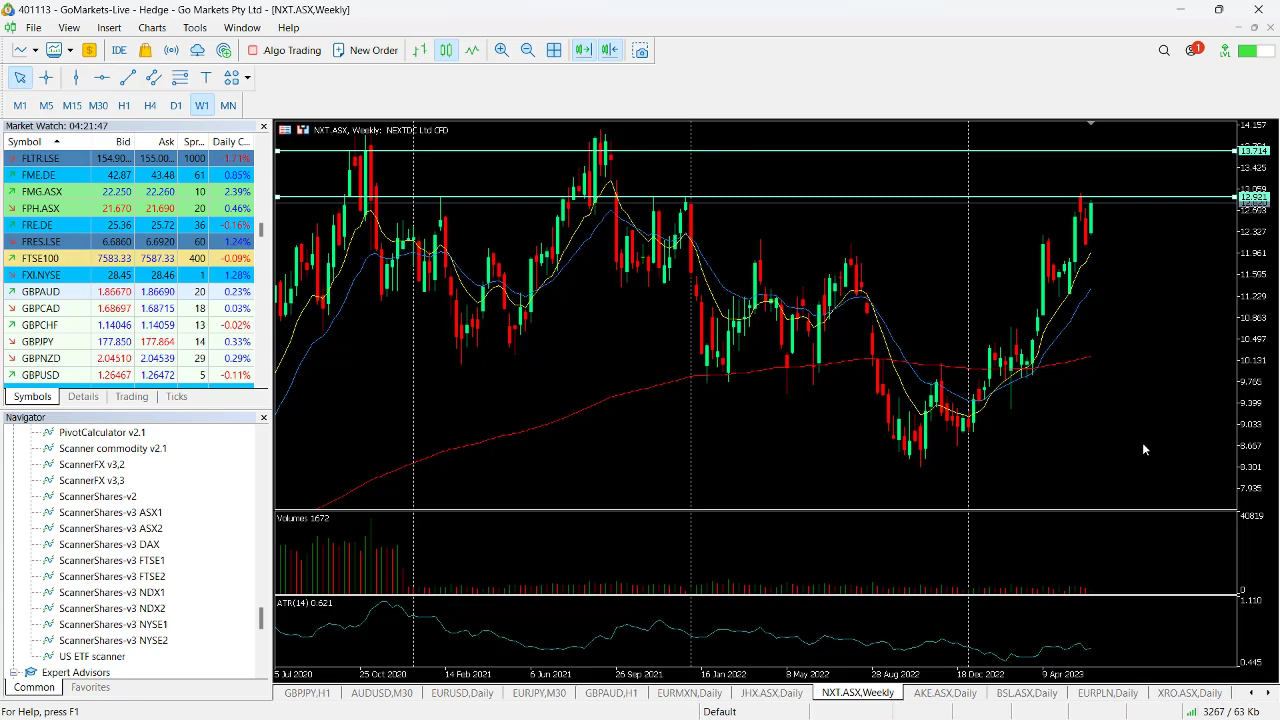 401113 - GoMarkets-Live - Hedge - Go Markets Pty Ltd - [NXT.ASX,Weekly]
File View Insert Charts Tools Window Help
IDE Algo Trading New Order 1 LVL
M1 M5 M15 M30 H1 H4 D1 W1 MN
Market Watch: 04:21:47
Symbol Bid Ask Spr... Daily C...
FLTR.LSE 154.90... 155.00... 1000 1.71%
FME.DE 42.87 43.48 61 0.85%
FMG.ASX 22.250 22.260 10 2.39%
FPH.ASX 21.670 21.690 20 0.46%
FRE.DE 25.36 25.72 36 -0.16%
FRES.LSE 6.6860 6.6920 60 1.24%
FTSE100 7583.33 7587.33 400 -0.09%
FXI.NYSE 28.45 28.46 1 1.28%
GBPAUD 1.86670 1.86690 20 0.23%
GBPCAD 1.68697 1.68715 18 0.03%
GBPCHF 1.14046 1.14059 13 -0.02%
GBPJPY 177.850 177.864 14 0.33%
GBPNZD 2.04510 2.04539 29 0.29%
GBPUSD 1.26467 1.26472 5 -0.11%
Symbols Details Trading Ticks
Navigator
PivotCalculator v2.1
Scanner commodity v2.1
ScannerFX v3,2
ScannerFX v3,3
ScannerShares-v2
ScannerShares-v3 ASX1
ScannerShares-v3 ASX2
ScannerShares-v3 DAX
ScannerShares-v3 FTSE1
ScannerShares-v3 FTSE2
ScannerShares-v3 NDX1
ScannerShares-v3 NDX2
ScannerShares-v3 NYSE1
ScannerShares-v3 NYSE2
US ETF scanner
Expert Advisors
Common Favorites
NXT.ASX, Weekly: NEXTDC Ltd CFD
14.157
13.714
13.425
13.059
12.921
12.327
11.961
11.595
11.229
10.863
10.497
10.131
9.765
9.399
9.033
8.667
8.301
7.935
Volumes 1672
40819
0
ATR(14) 0.621
1.110
0.445
5 Jul 2020 25 Oct 2020 14 Feb 2021 6 Jun 2021 26 Sep 2021 16 Jan 2022 8 May 2022 28 Aug 2022 18 Dec 2022 9 Apr 2023
GBPJPY,H1 AUDUSD,M30 EURUSD,Daily EURJPY,M30 GBPAUD,H1 EURMXN,Daily JHX.ASX,Daily NXT.ASX,Weekly AKE.ASX,Daily BSL.ASX,Daily EURPLN,Daily XRO.ASX,Daily
For Help, press F1 Default 3267 / 63 Kb